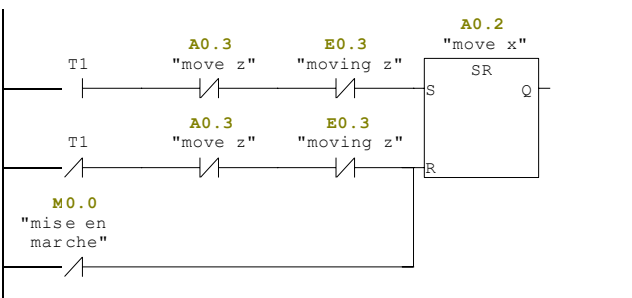 A0.2
"move x"
A0.3
E0.3
T1
"move z"
"moving z"
SR
S
Q
A0.3
E0.3
T1
"move z"
"moving z"
R
M0.0
"mise en
marche"